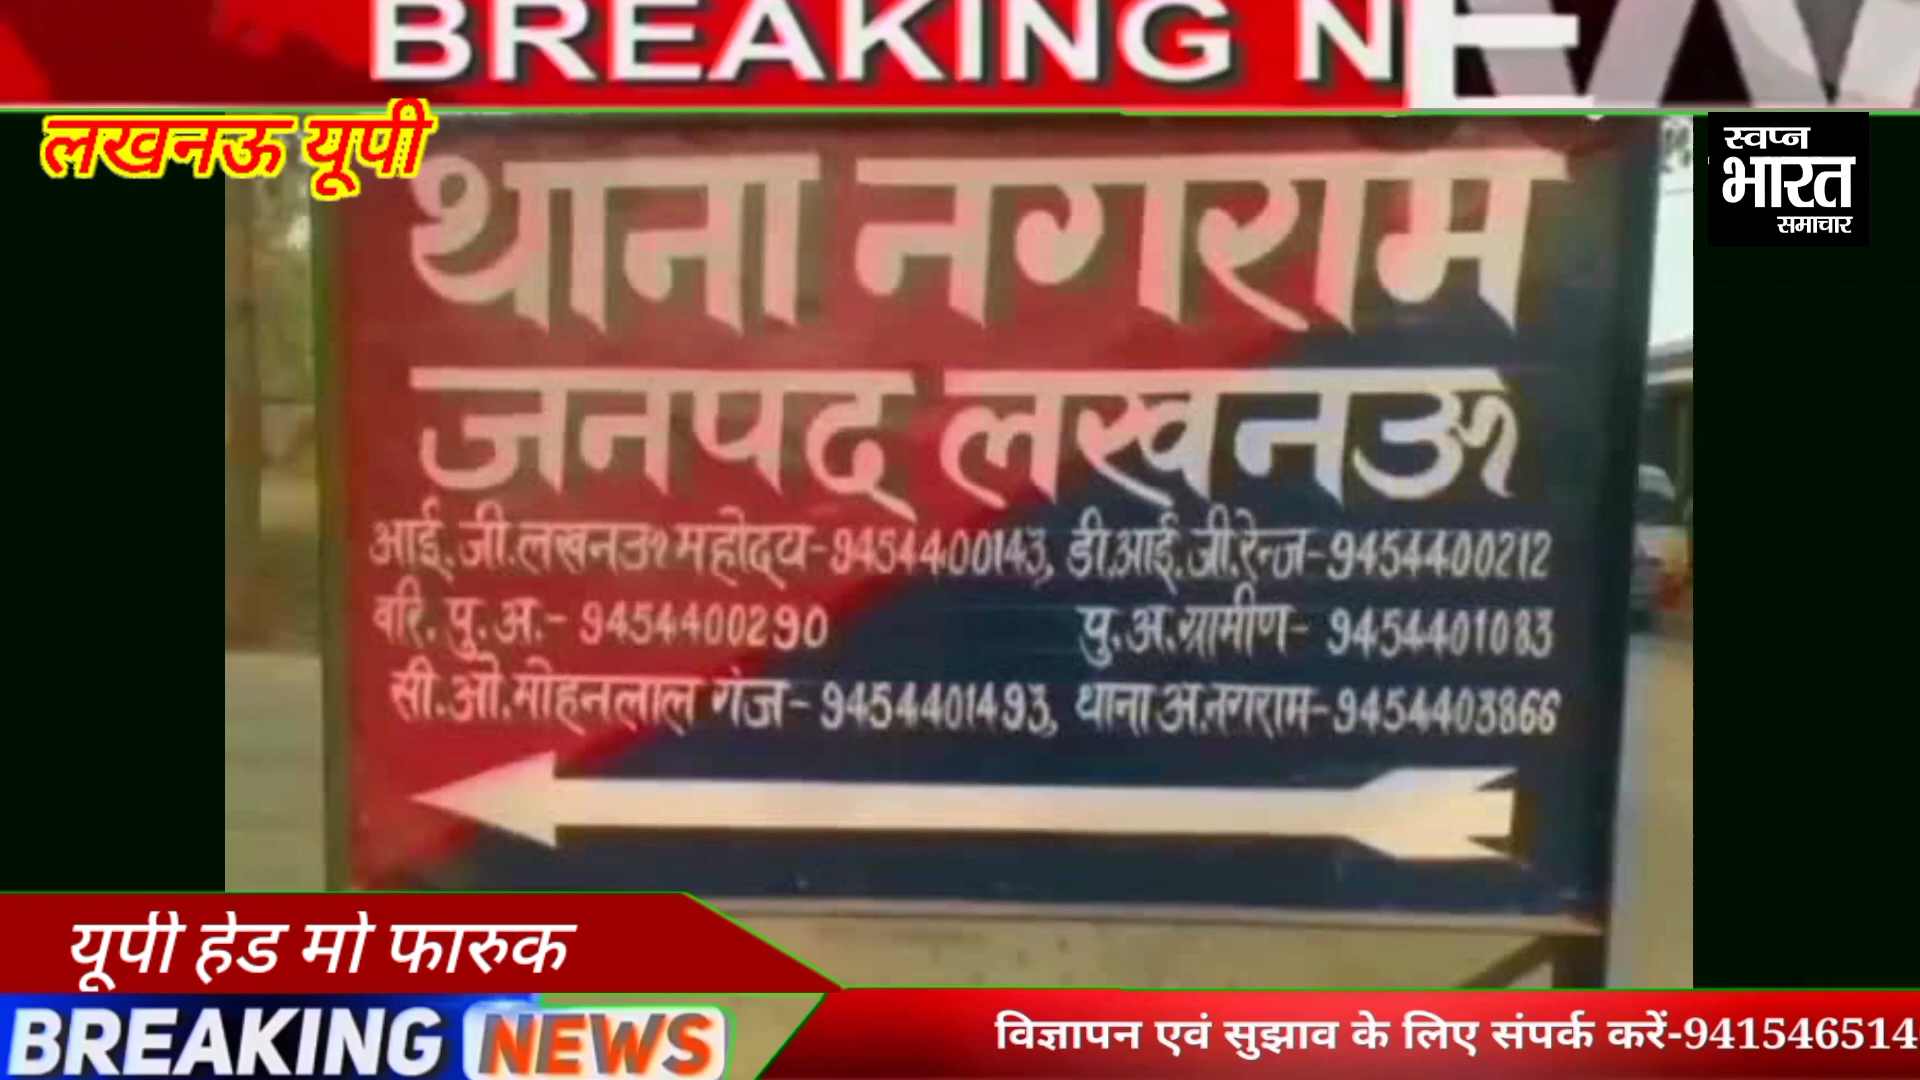 BREAKING NEW
लखनऊ यूपी
स्वप्न
भारत
समाचार
थाना नगराम
जनपद लखनऊ
आई.जी.लखनऊ महोदय-9454400143, डी.आई.जी.रेन्ज-9454400212
वरि. पु. अ.- 9454400290 पु.अ.ग्रामीण- 9454401083
सी.ओ.मोहनलाल गंज-9454401493, थाना अ.नगराम-9454403866
यूपी हेड मो फारुक
BREAKING NEWS
विज्ञापन एवं सुझाव के लिए संपर्क करें-941546514